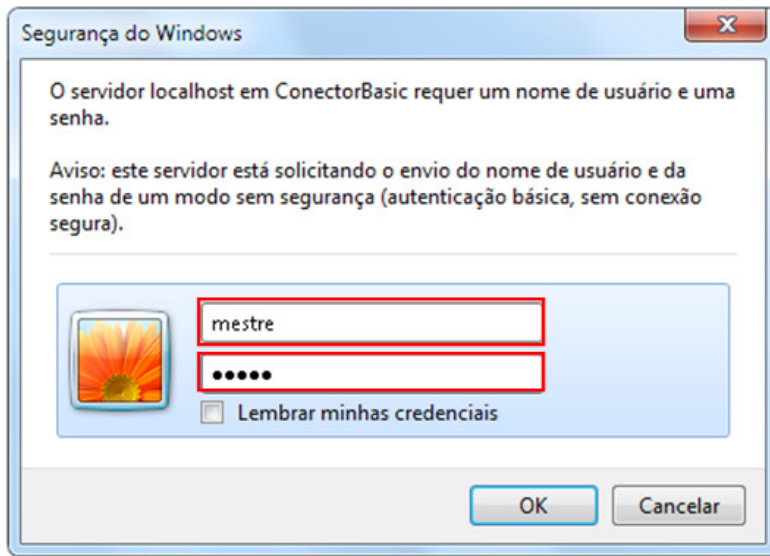 Segurança do Windows
O servidor localhost em ConectorBasic requer um nome de usuário e uma
senha.
Aviso: este servidor está solicitando o envio do nome de usuário e da
senha de um modo sem segurança (autenticação básica, sem conexão
segura).
mestre
•••••
Lembrar minhas credenciais
OK Cancelar